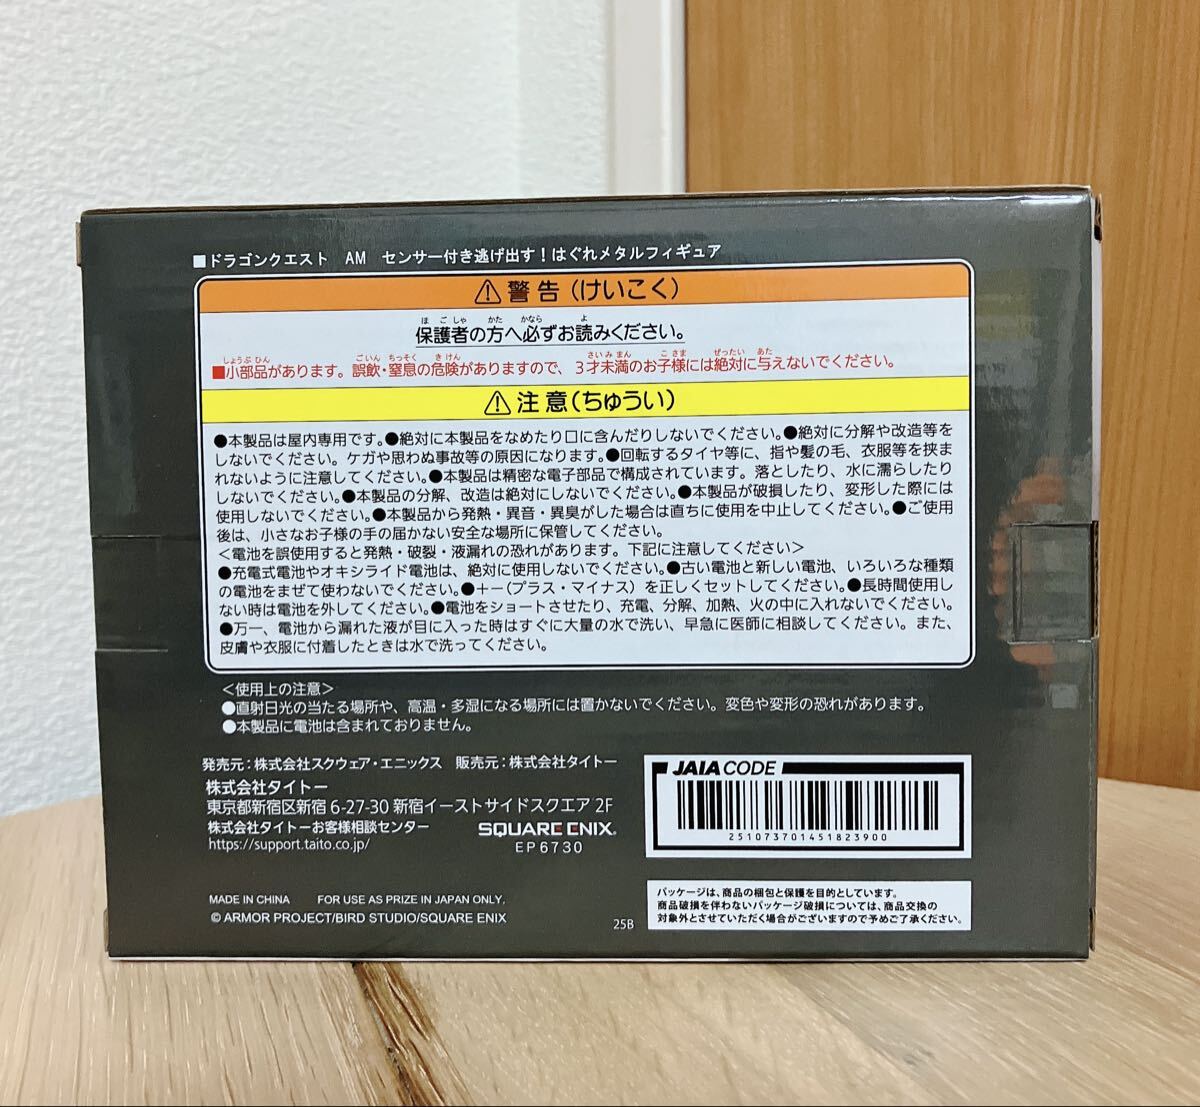 ■ドラゴンクエスト AM センサー付き逃げ出す！はぐれメタルフィギュア
⚠警告（けいこく）
ほごしゃ かた かなら よ
保護者の方へ必ずお読みください。
しょうぶひん ごいん ちっそく きけん さいみまん こさま ぜったい あた
■小部品があります。誤飲・窒息の危険がありますので、3才未満のお子様には絶対に与えないでください。
⚠注意（ちゅうい）
●本製品は屋内専用です。●絶対に本製品をなめたり口に含んだりしないでください。●絶対に分解や改造等を
しないでください。ケガや思わぬ事故等の原因になります。●回転するタイヤ等に、指や髪の毛、衣服等を挟ま
れないように注意してください。●本製品は精密な電子部品で構成されています。落としたり、水に濡らしたり
しないでください。●本製品の分解、改造は絶対にしないでください。●本製品が破損したり、変形した際には
使用しないでください。●本製品から発熱・異音・異臭がした場合は直ちに使用を中止してください。●ご使用
後は、小さなお子様の手の届かない安全な場所に保管してください。
＜電池を誤使用すると発熱・破裂・液漏れの恐れがあります。下記に注意してください＞
●充電式電池やオキシライド電池は、絶対に使用しないでください。●古い電池と新しい電池、いろいろな種類
の電池をまぜて使わないでください。●＋－（プラス・マイナス）を正しくセットしてください。●長時間使用し
ない時は電池を外してください。●電池をショートさせたり、充電、分解、加熱、火の中に入れないでください。
●万一、電池から漏れた液が目に入った時はすぐに大量の水で洗い、早急に医師に相談してください。また、
皮膚や衣服に付着したときは水で洗ってください。
＜使用上の注意＞
●直射日光の当たる場所や、高温・多湿になる場所には置かないでください。変色や変形の恐れがあります。
●本製品に電池は含まれておりません。
発売元：株式会社スクウェア・エニックス 販売元：株式会社タイトー
株式会社タイトー
東京都新宿区新宿 6-27-30 新宿イーストサイドスクエア 2F
株式会社タイトーお客様相談センター
https://support.taito.co.jp/
SQUARE ENIX.
EP6730
JAIA CODE
251073701451823900
MADE IN CHINA FOR USE AS PRIZE IN JAPAN ONLY.
© ARMOR PROJECT/BIRD STUDIO/SQUARE ENIX
25B
パッケージは、商品の梱包と保護を目的としています。
商品破損を伴わないパッケージ破損については、商品交換の
対象外とさせていただく場合がございますので予めご了承ください。